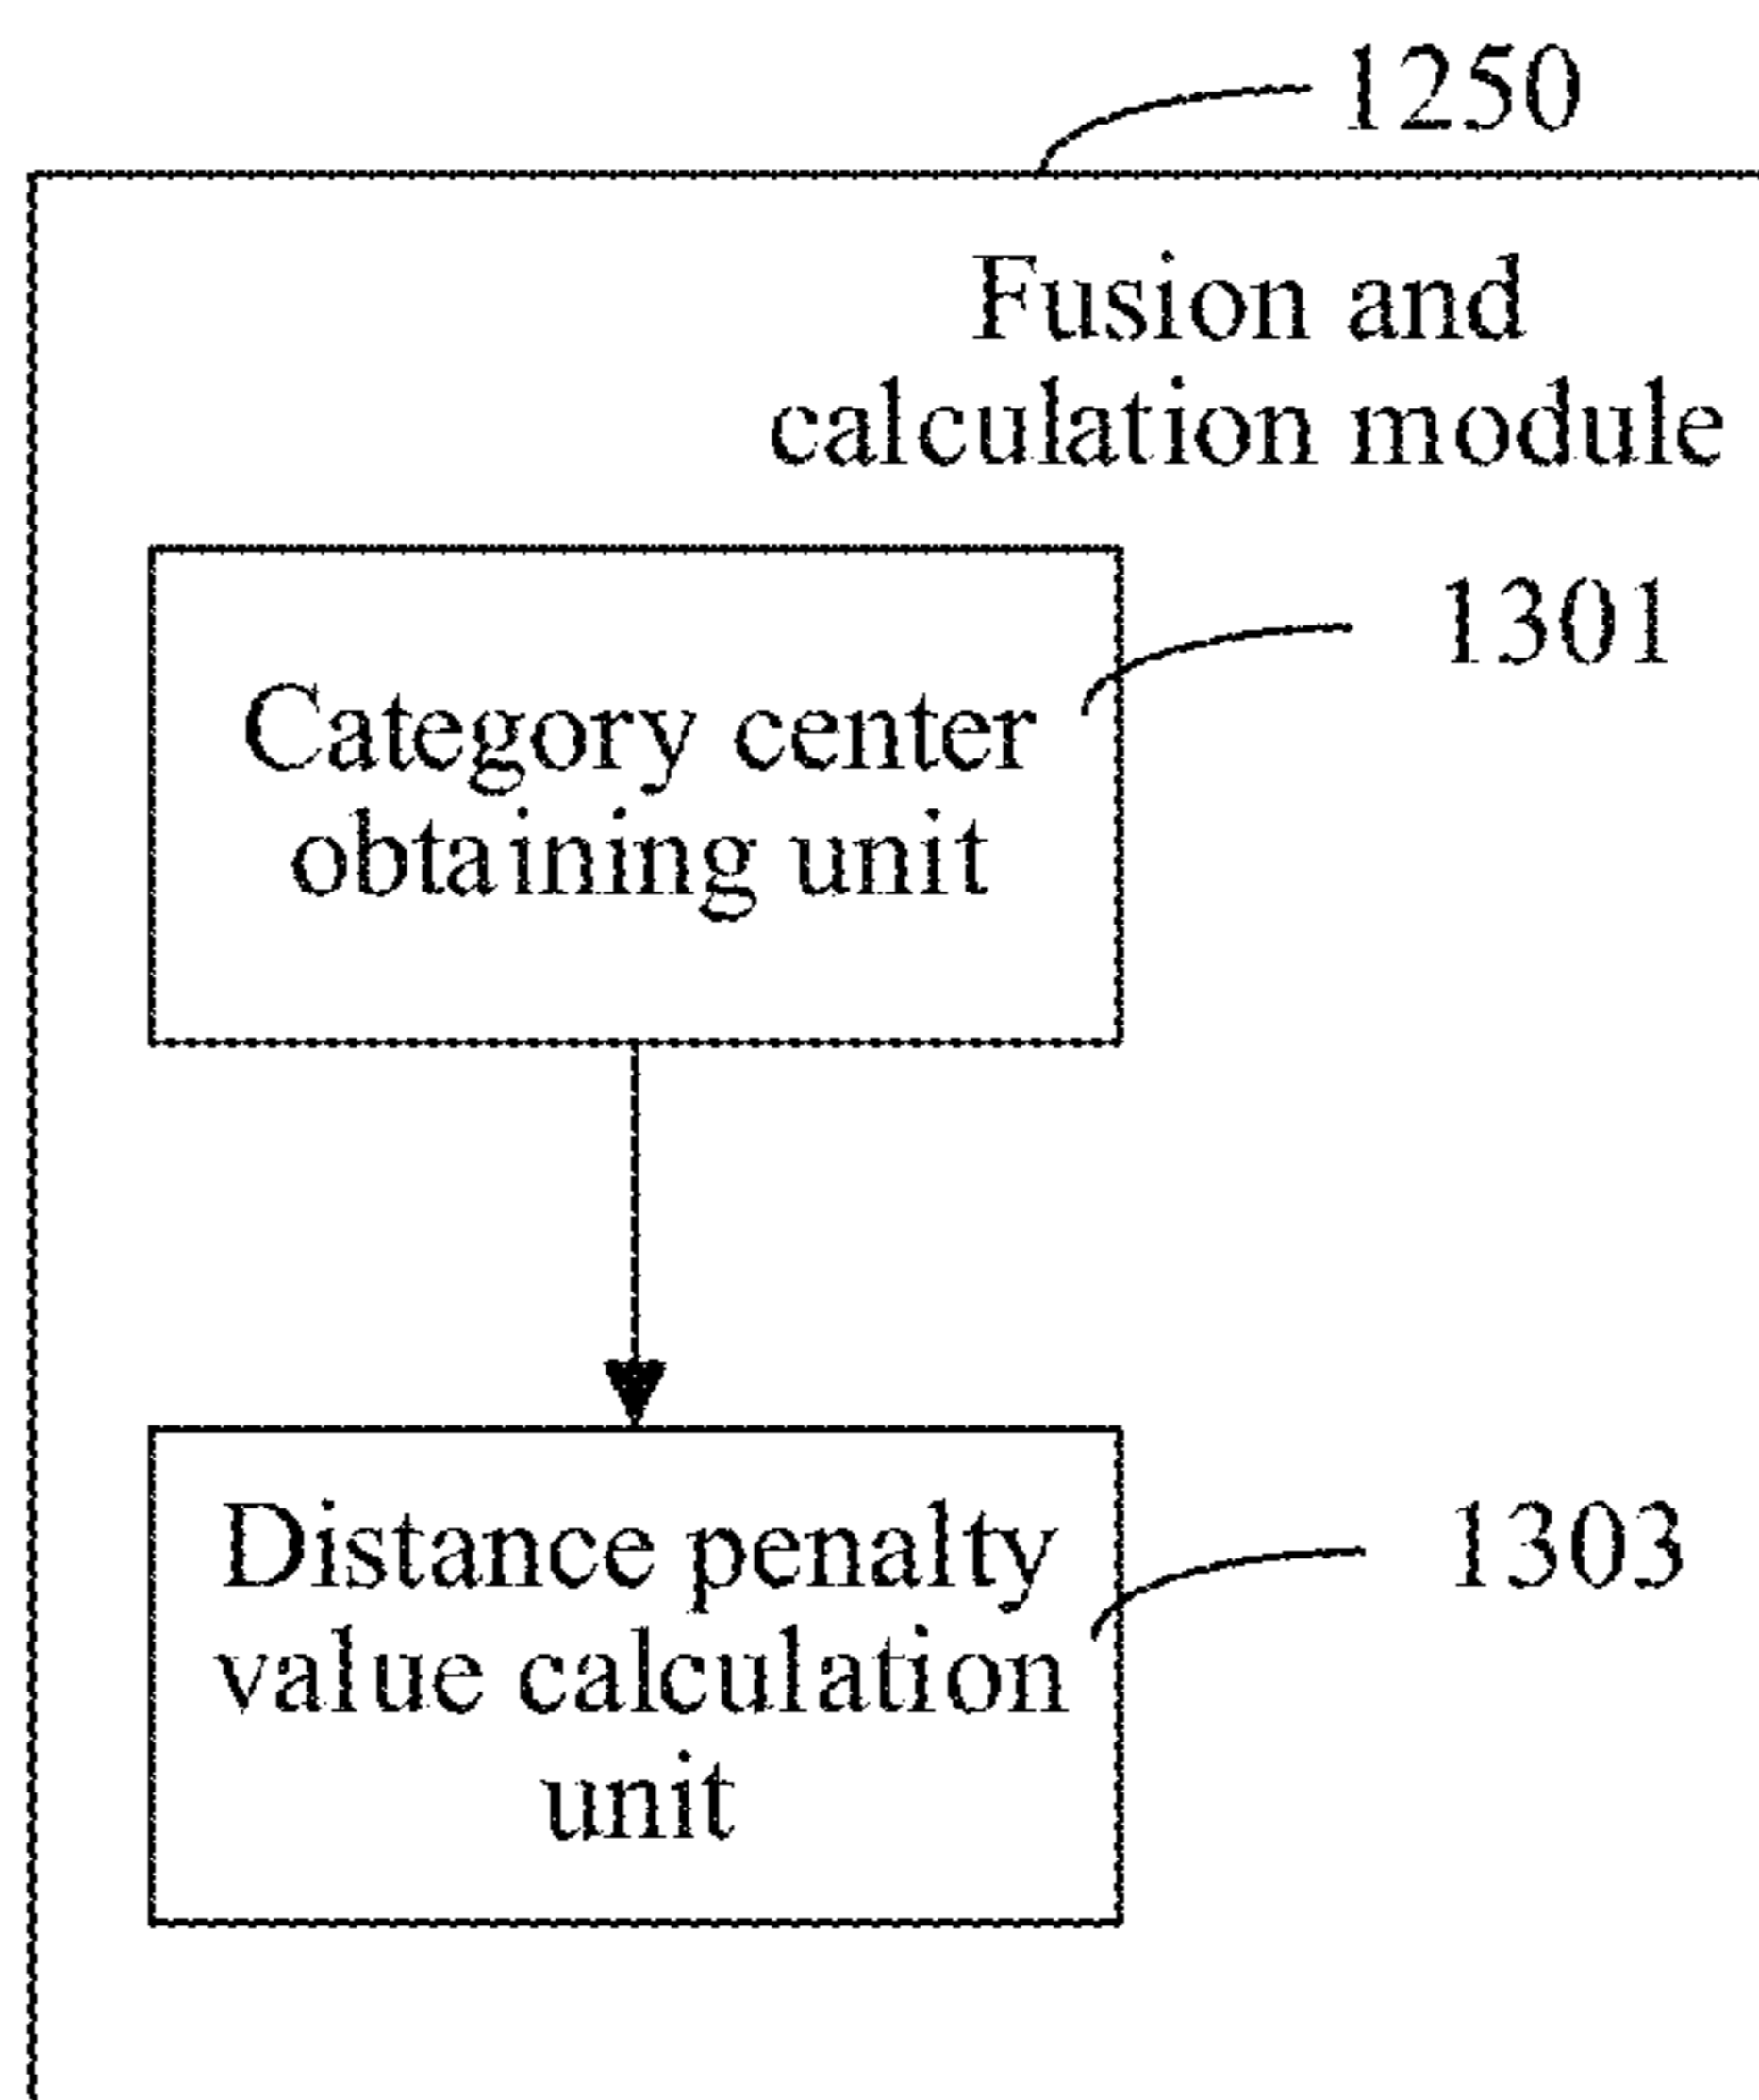 1250
Fusion and
calculation module
1301
Category center
obtaining unit
1303
Distance penalty
value calculation
unit